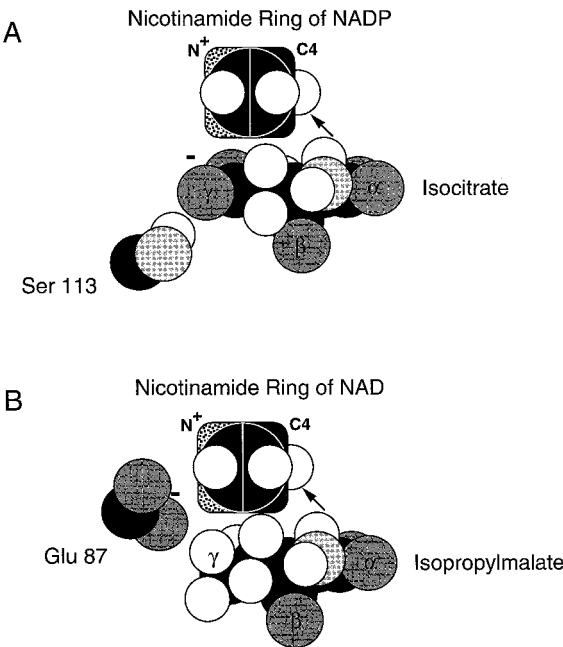 A
Nicotinamide Ring of NADP
N+
C4
-
γ
α
Isocitrate
β
Ser 113
B
Nicotinamide Ring of NAD
N+
C4
-
Glu 87
γ
α
Isopropylmalate
β